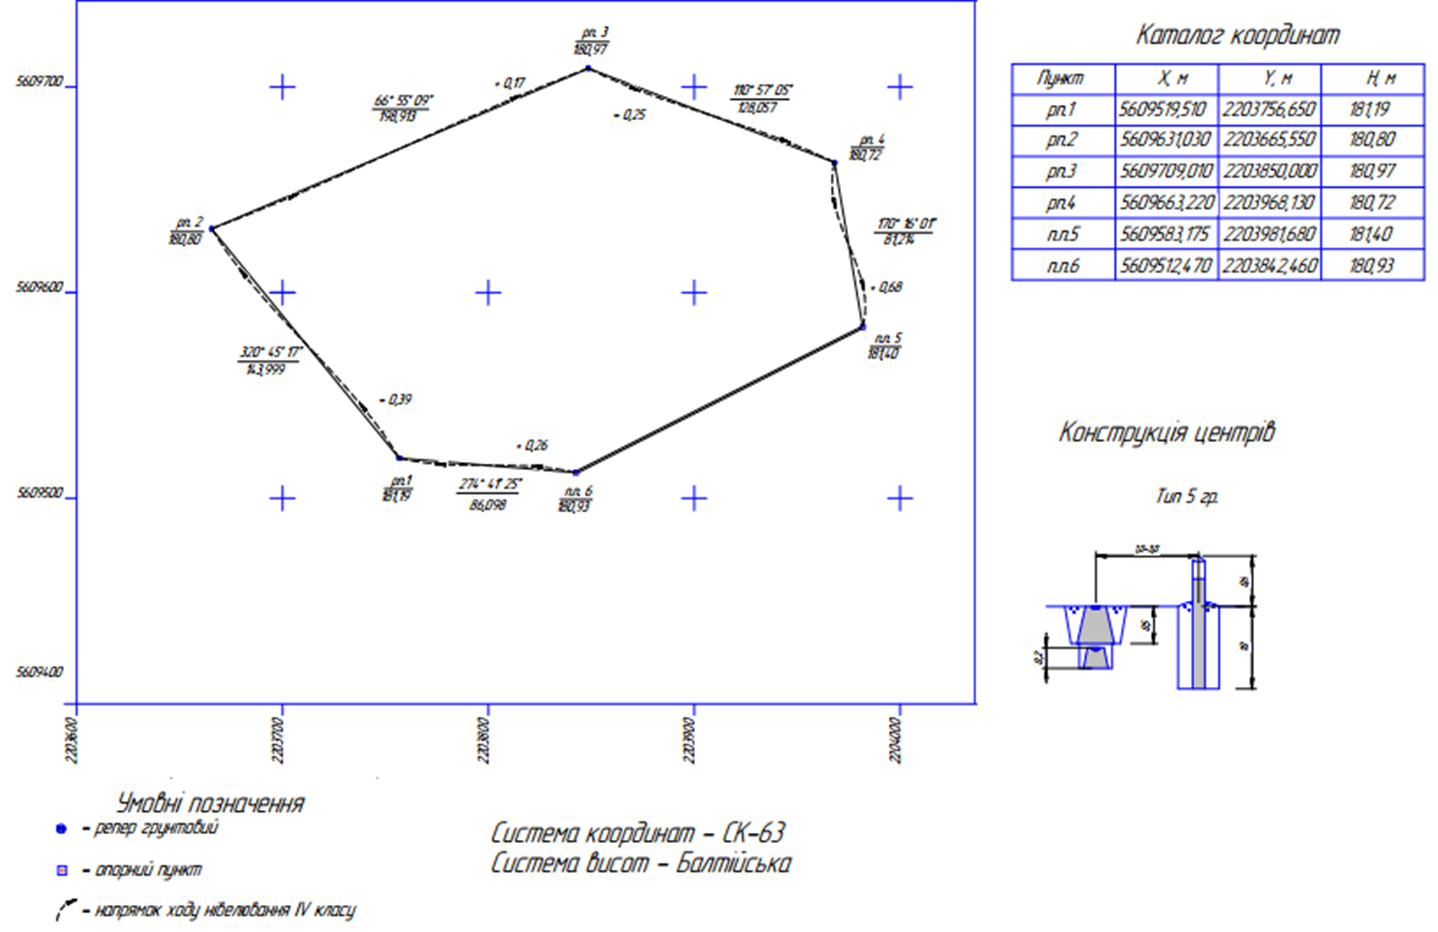 рп. 3
180,97
5609700
+ 0,17
66° 55' 09"
198,913
- 0,25
110° 57' 05"
128,057
рп. 4
180,72
рп. 2
180,80
170° 16' 01"
81,214
5609600
+ 0,68
пп. 5
181,40
320° 45' 17"
143,999
- 0,39
+ 0,26
рп.1
181,19
274° 41' 25"
86,098
пп. 6
180,93
5609500
5609400
2203600
2203700
2203800
2203900
2204000
Каталог координат
Пункт X, м Y, м H, м
рп.1 5609519,510 2203756,650 181,19
рп.2 5609631,030 2203665,550 180,80
рп.3 5609709,010 2203850,000 180,97
рп.4 5609663,220 2203968,130 180,72
пп.5 5609583,175 2203981,680 181,40
пп.6 5609512,470 2203842,460 180,93
Конструкція центрів
Тип 5 гр.
0,2
Умовні позначення
- репер грунтовий
- опорний пункт
- напрямок ходу нівелювання IV класу
Система координат - СК-63
Система висот - Балтійська